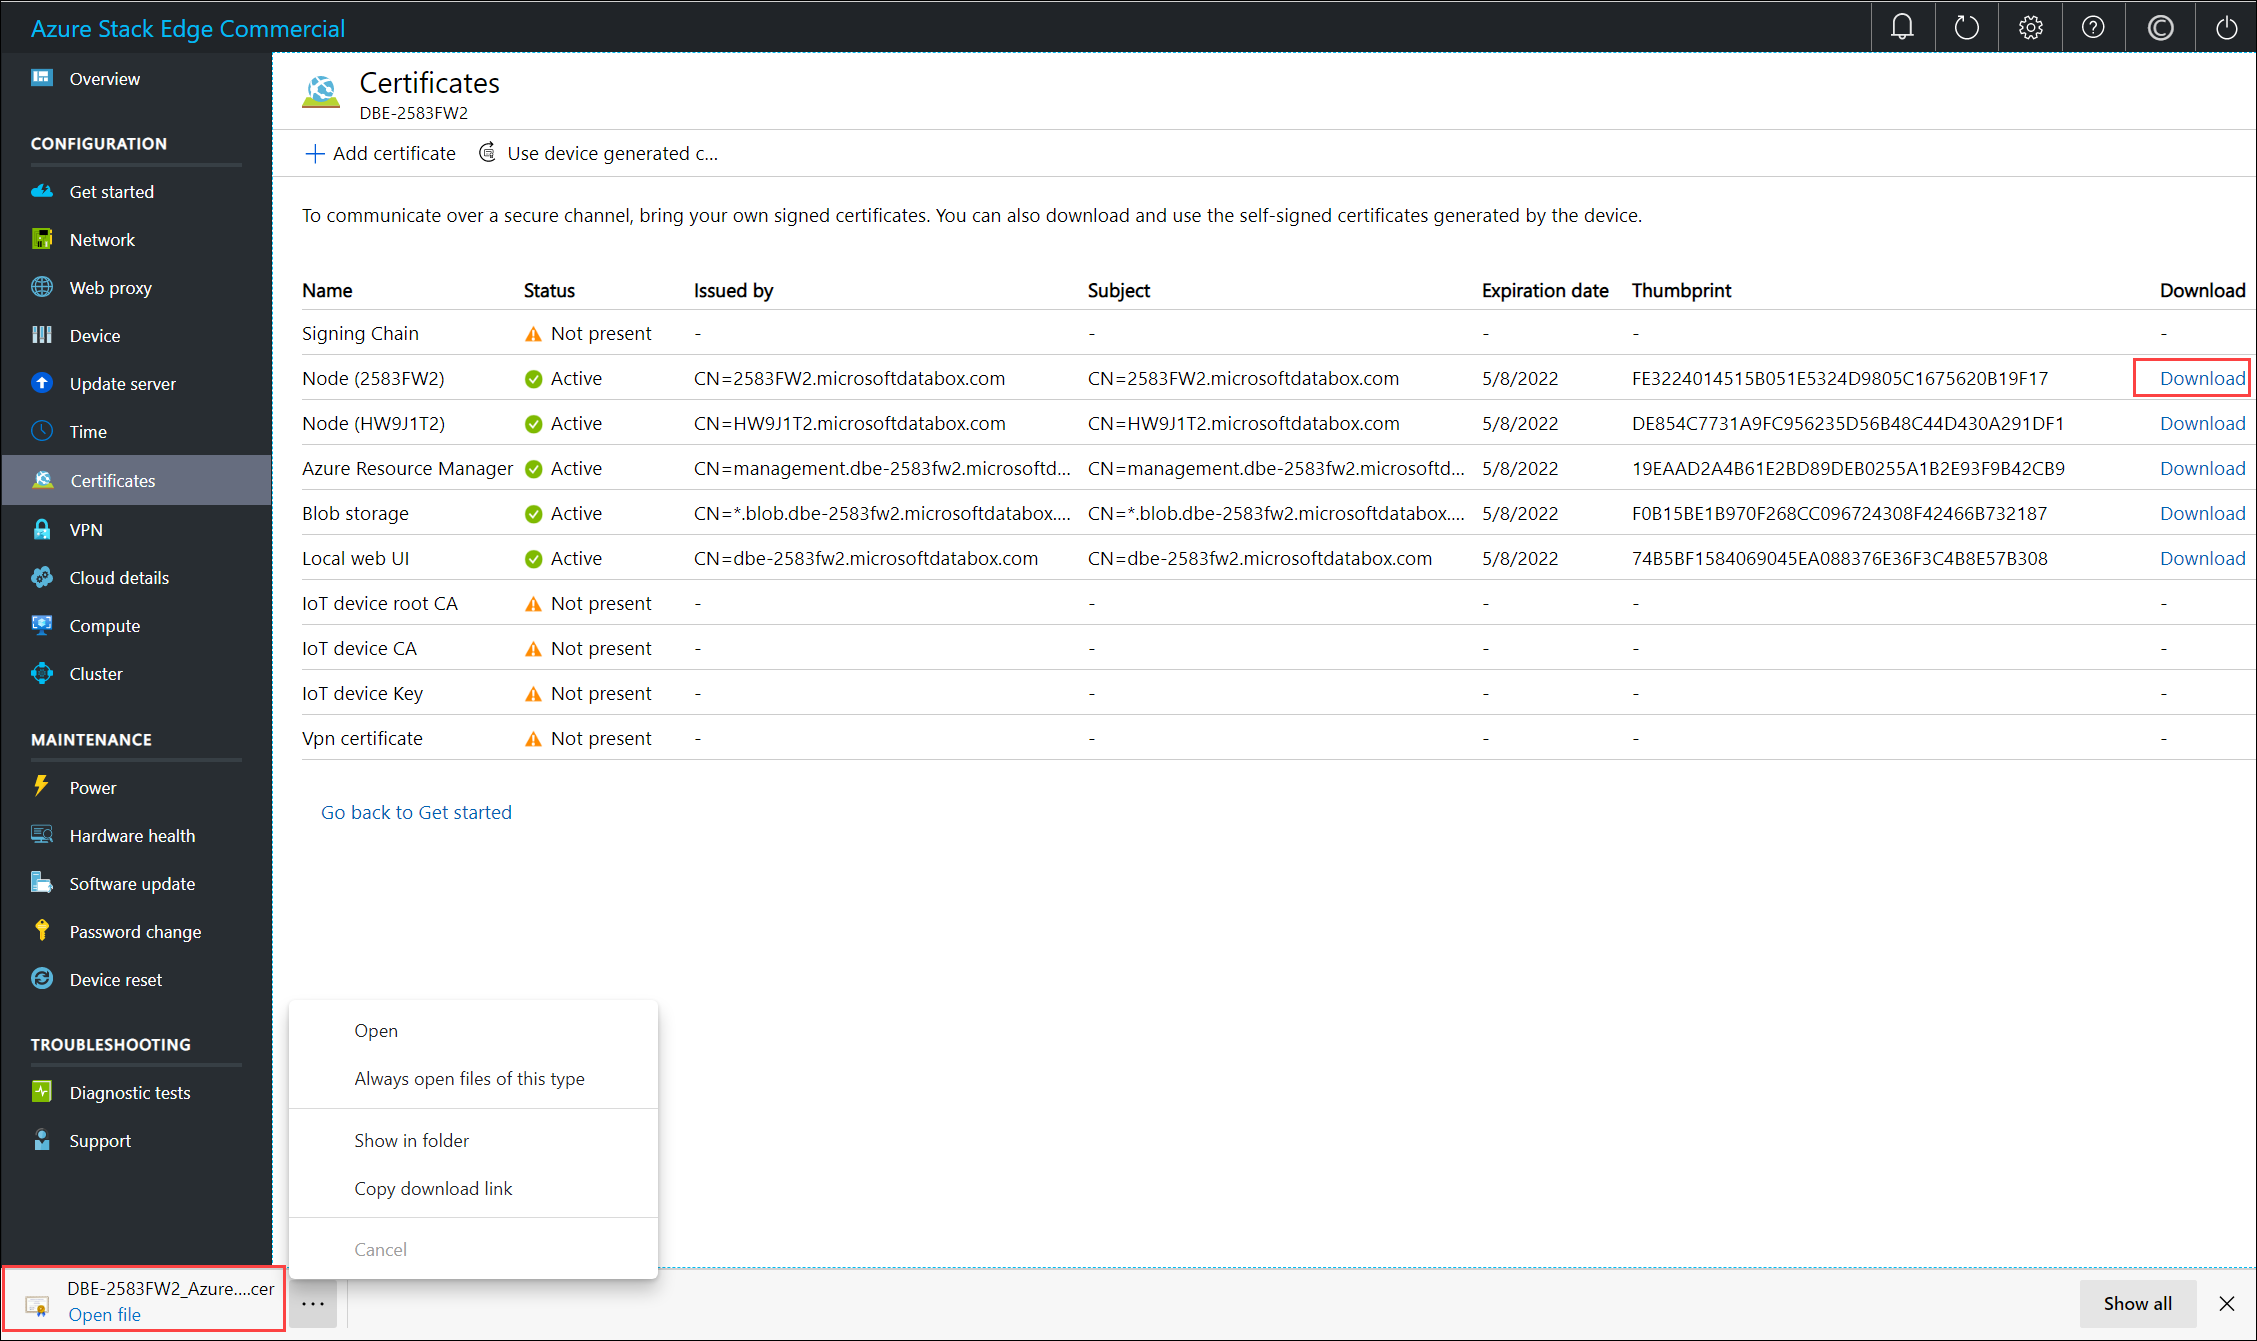 Azure Stack Edge Commercial
Overview
CONFIGURATION
Get started
Network
Web proxy
Device
Update server
Time
Certificates
VPN
Cloud details
Compute
Cluster
MAINTENANCE
Power
Hardware health
Software update
Password change
Device reset
TROUBLESHOOTING
Diagnostic tests
Support
Certificates
DBE-2583FW2
Add certificate Use device generated c...
To communicate over a secure channel, bring your own signed certificates. You can also download and use the self-signed certificates generated by the device.
Name Status Issued by Subject Expiration date Thumbprint Download
Signing Chain Not present - - - - -
Node (2583FW2) Active CN=2583FW2.microsoftdatabox.com CN=2583FW2.microsoftdatabox.com 5/8/2022 FE3224014515B051E5324D9805C1675620B19F17 Download
Node (HW9J1T2) Active CN=HW9J1T2.microsoftdatabox.com CN=HW9J1T2.microsoftdatabox.com 5/8/2022 DE854C7731A9FC956235D56B48C44D430A291DF1 Download
Azure Resource Manager Active CN=management.dbe-2583fw2.microsoftd... CN=management.dbe-2583fw2.microsoftd... 5/8/2022 19EAAD2A4B61E2BD89DEB0255A1B2E93F9B42CB9 Download
Blob storage Active CN=*.blob.dbe-2583fw2.microsoftdatabox.... CN=*.blob.dbe-2583fw2.microsoftdatabox.... 5/8/2022 F0B15BE1B970F268CC096724308F42466B732187 Download
Local web UI Active CN=dbe-2583fw2.microsoftdatabox.com CN=dbe-2583fw2.microsoftdatabox.com 5/8/2022 74B5BF1584069045EA088376E36F3C4B8E57B308 Download
IoT device root CA Not present - - - - -
IoT device CA Not present - - - - -
IoT device Key Not present - - - - -
Vpn certificate Not present - - - - -
Go back to Get started
Open
Always open files of this type
Show in folder
Copy download link
Cancel
DBE-2583FW2_Azure....cer
Open file
...
Show all